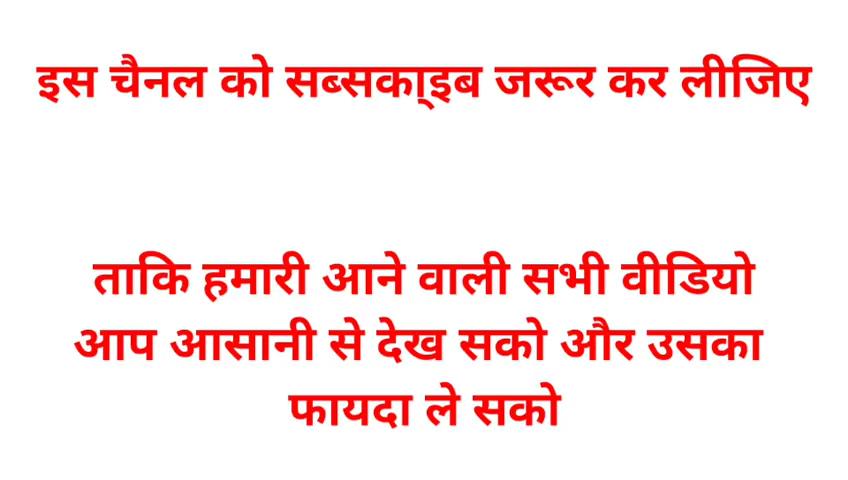 इस चैनल को सब्सका्इब जरूर कर लीजिए
ताकि हमारी आने वाली सभी वीडियो
आप आसानी से देख सको और उसका
फायदा ले सको